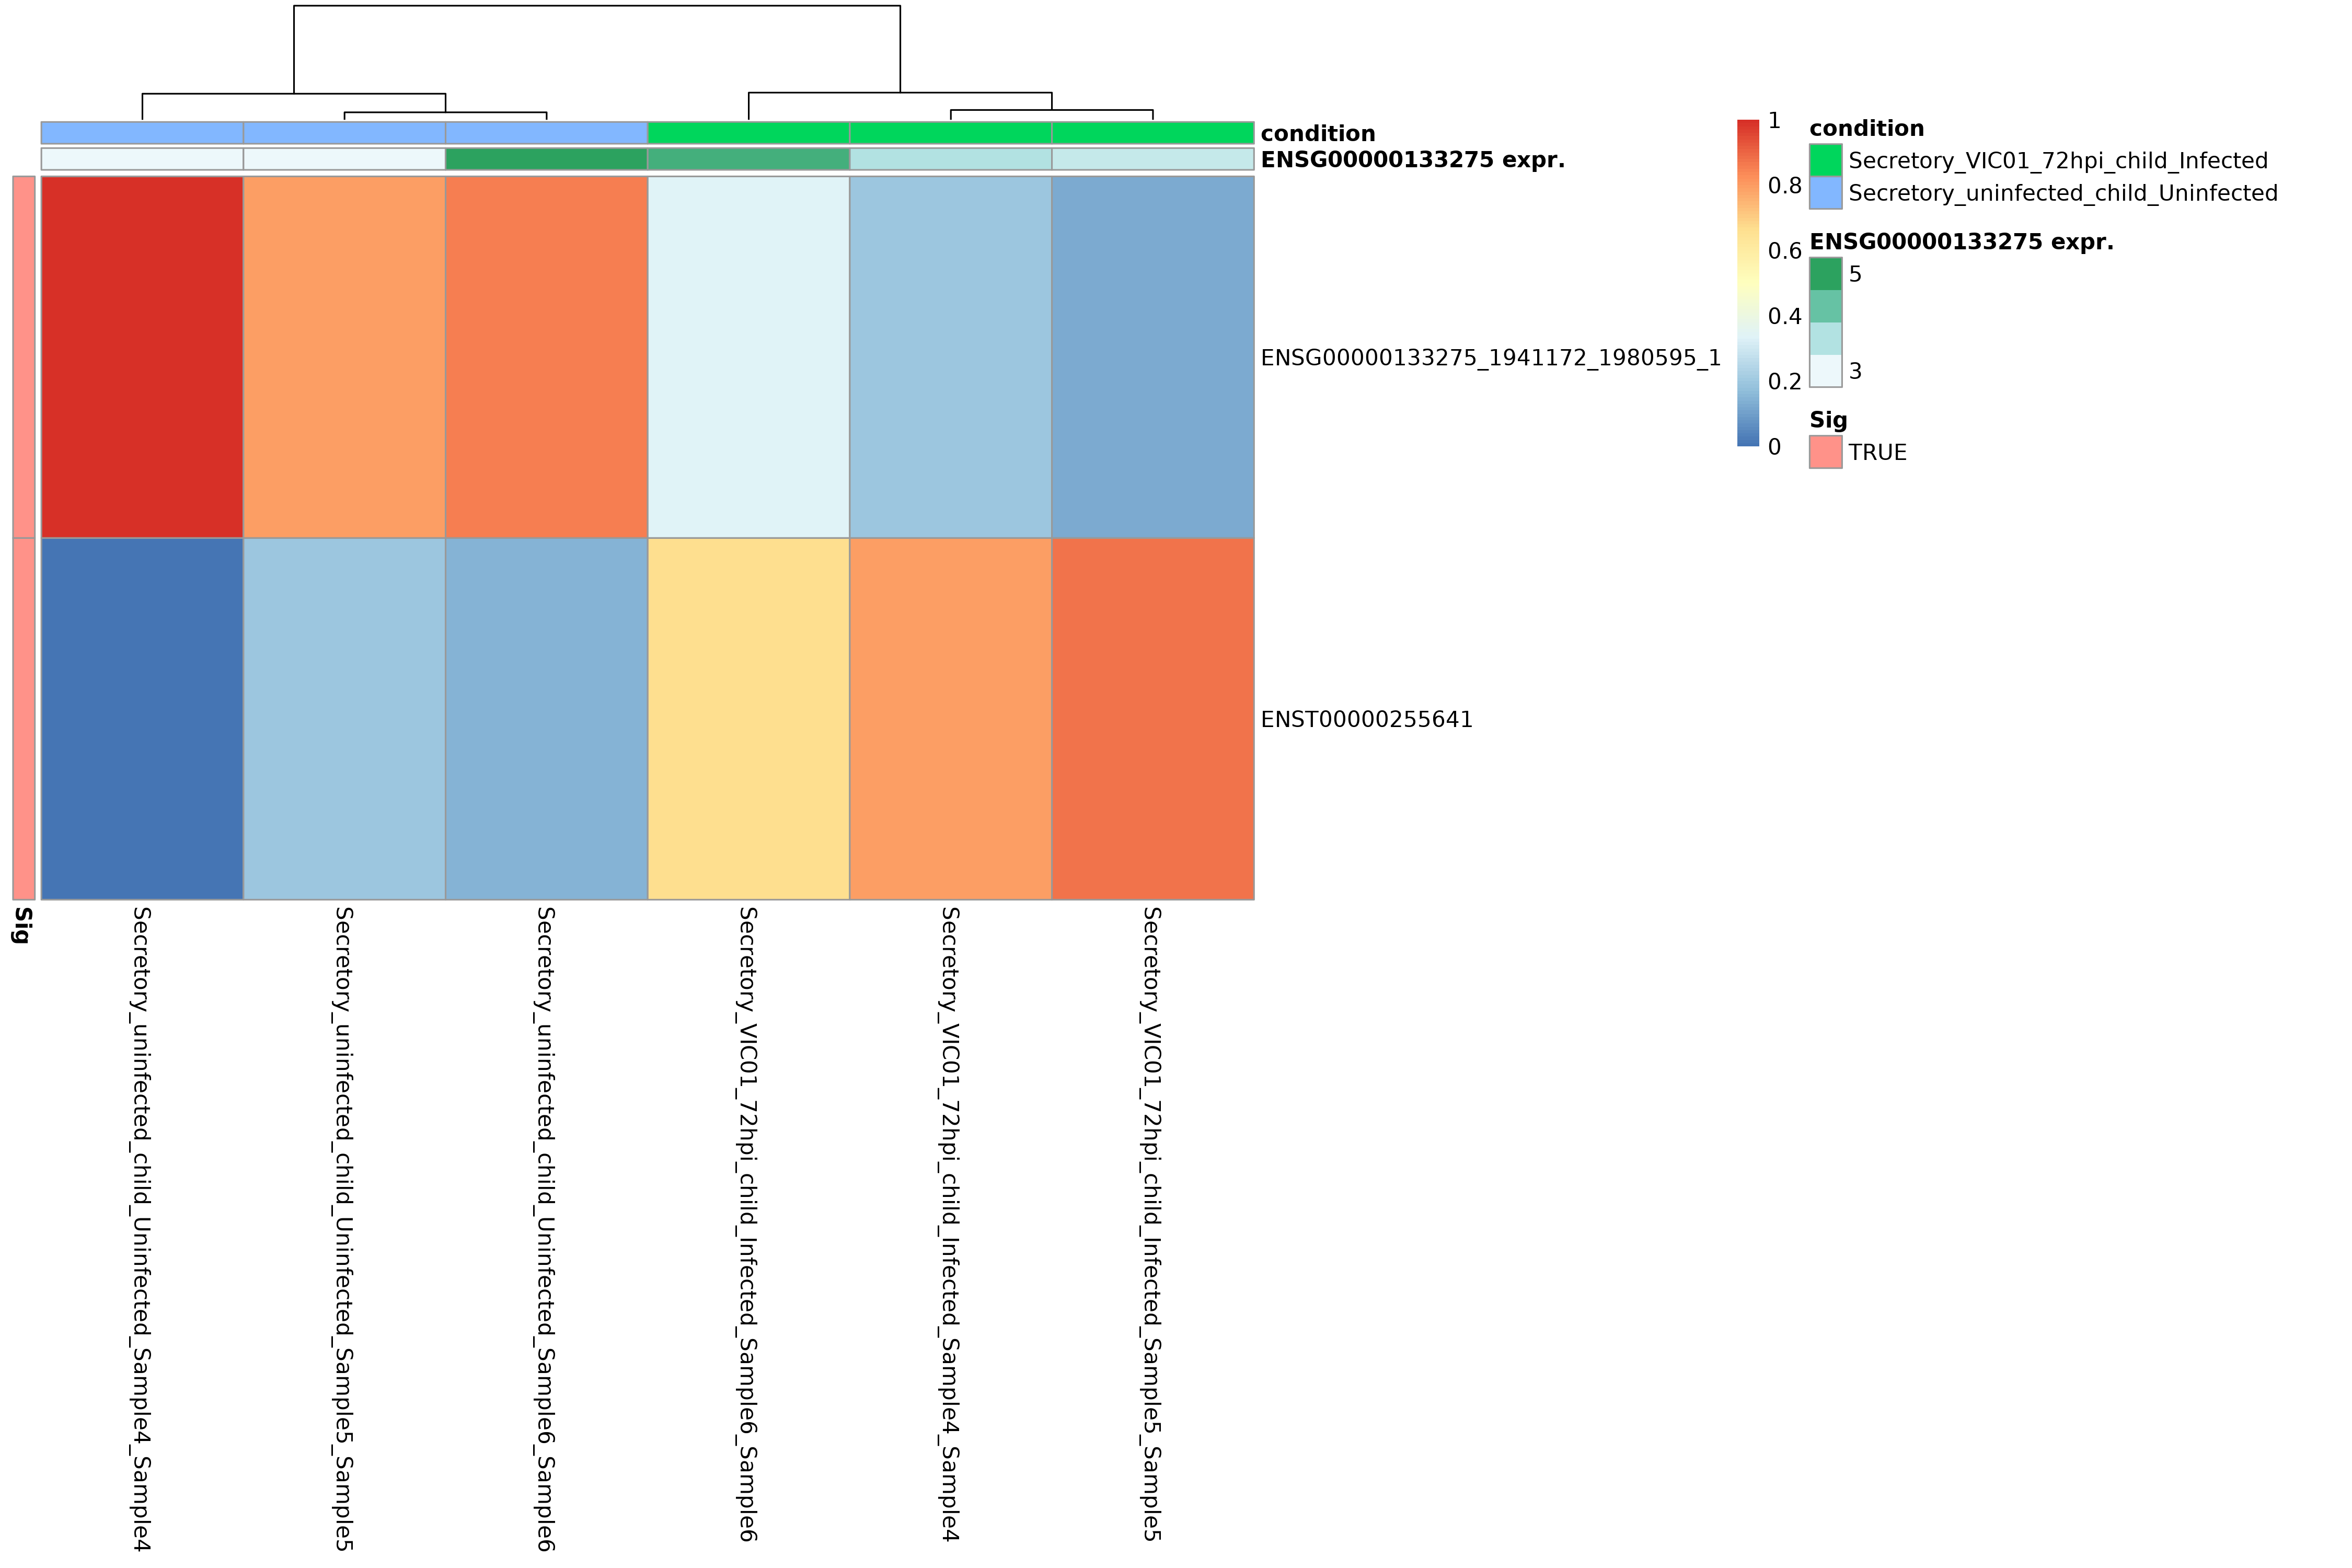 condition
ENSG00000133275 expr.
ENSG00000133275_1941172_1980595_1
ENST00000255641
1
0.8
0.6
0.4
0.2
0
condition
Secretory_VIC01_72hpi_child_Infected
Secretory_uninfected_child_Uninfected
ENSG00000133275 expr.
5
3
Sig
TRUE
Sig
Secretory_uninfected_child_Uninfected_Sample4_Sample4
Secretory_uninfected_child_Uninfected_Sample5_Sample5
Secretory_uninfected_child_Uninfected_Sample6_Sample6
Secretory_VIC01_72hpi_child_Infected_Sample6_Sample6
Secretory_VIC01_72hpi_child_Infected_Sample4_Sample4
Secretory_VIC01_72hpi_child_Infected_Sample5_Sample5